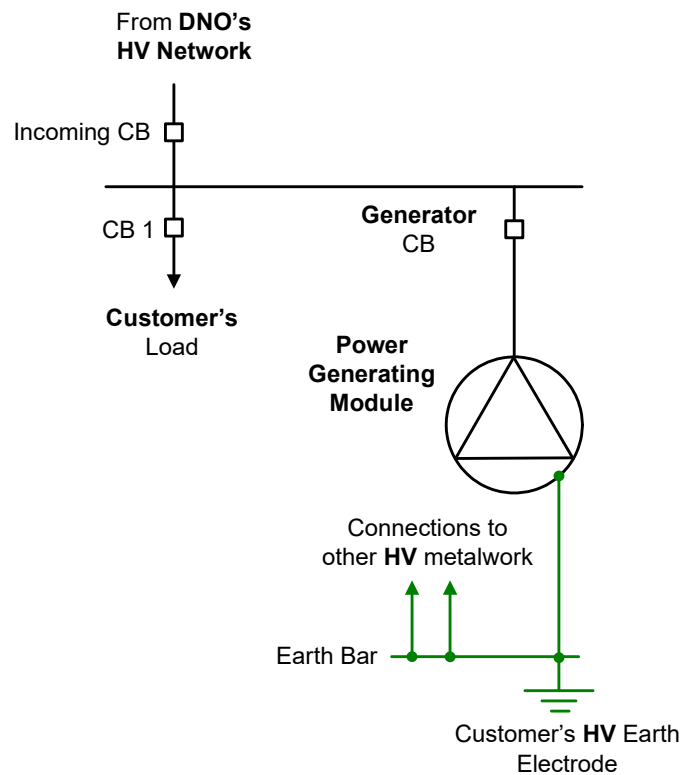 From DNO's
HV Network
Incoming CB
CB 1
Generator
CB
Customer's
Load
Power
Generating
Module
Connections to
other HV metalwork
Earth Bar
Customer's HV Earth
Electrode